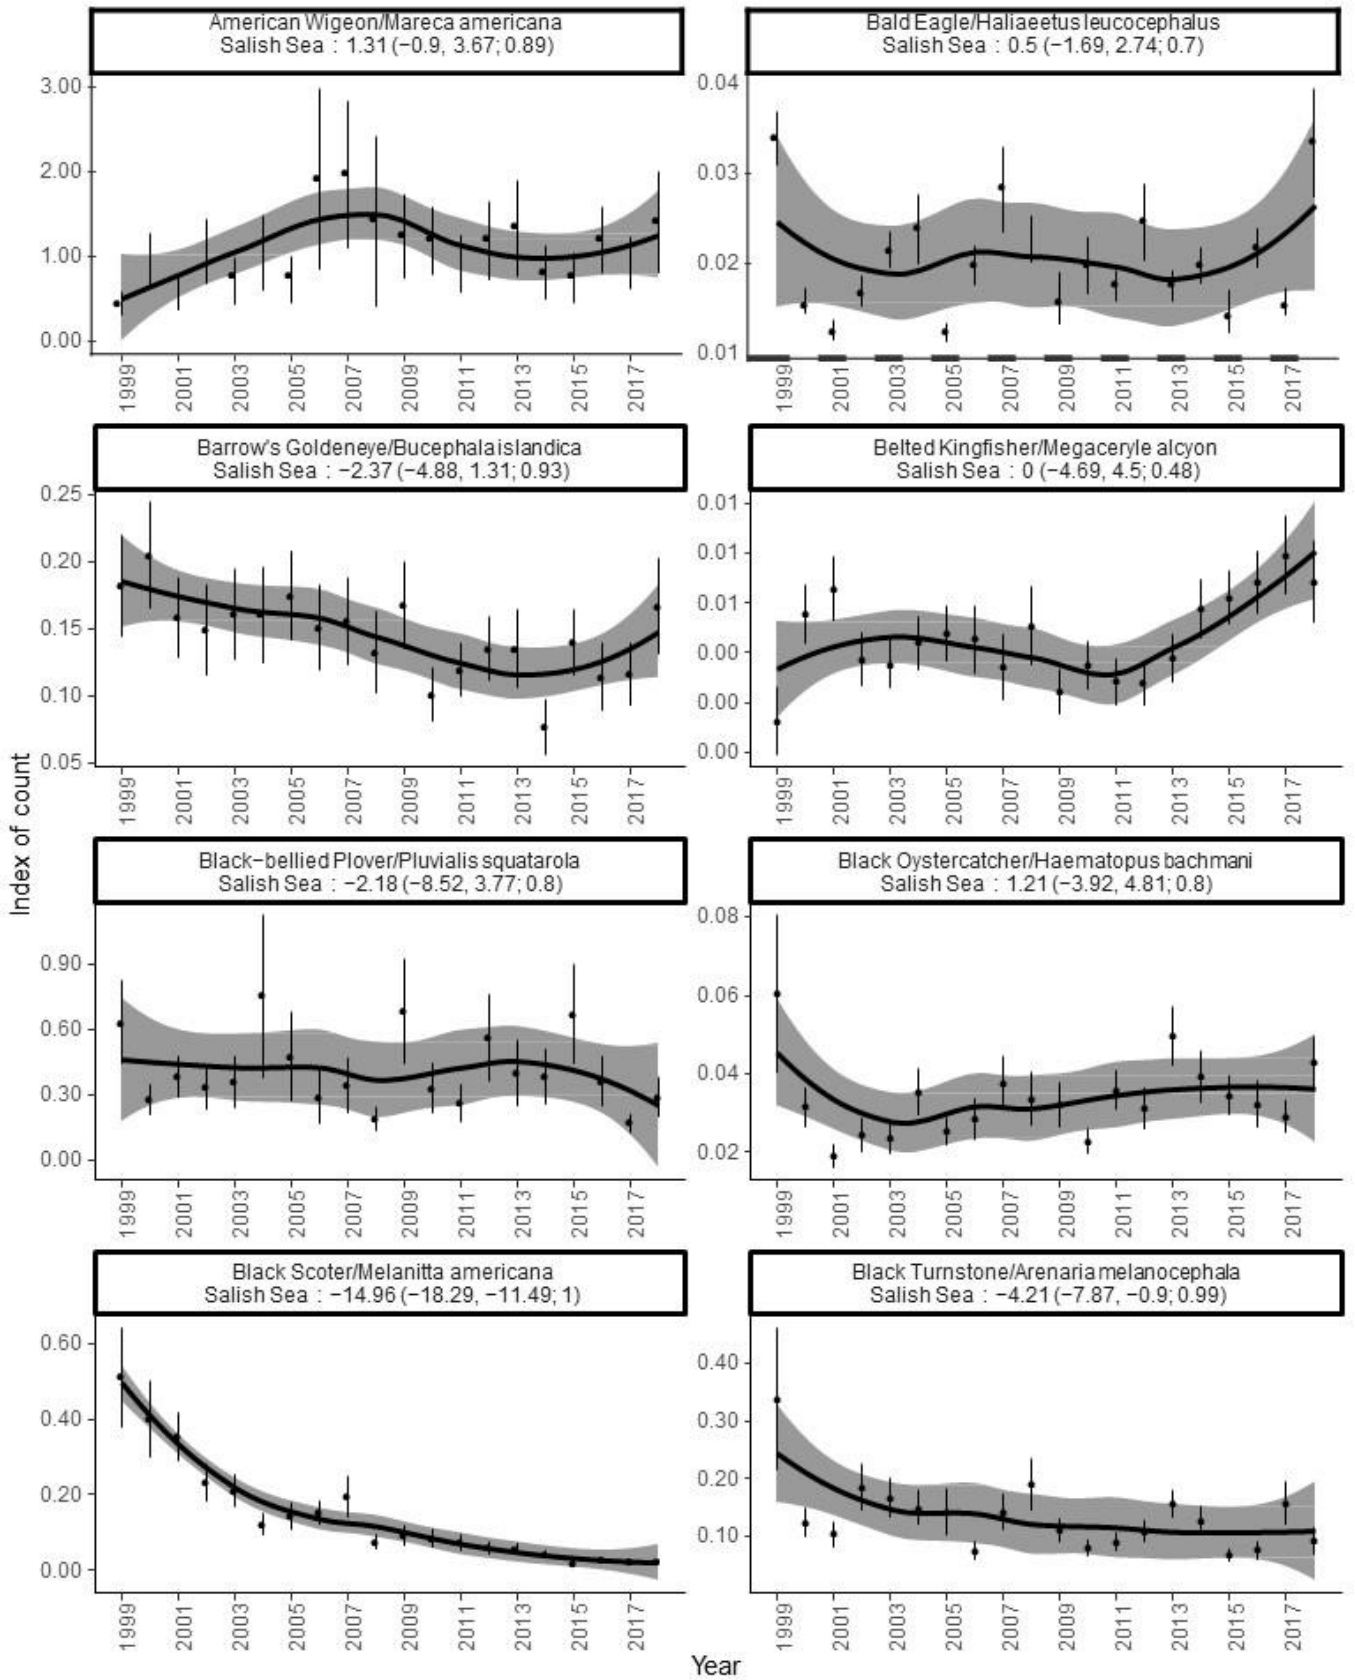 American Wigeon/Mareca americana
Salish Sea : 1.31 (−0.9, 3.67; 0.89)
3.00
2.00
1.00
0.00
1999 2001 2003 2005 2007 2009 2011 2013 2015 2017
Bald Eagle/Haliaeetus leucocephalus
Salish Sea : 0.5 (−1.69, 2.74; 0.7)
0.04
0.03
0.02
0.01
1999 2001 2003 2005 2007 2009 2011 2013 2015 2017
Barrow's Goldeneye/Bucephala islandica
Salish Sea : −2.37 (−4.88, 1.31; 0.93)
0.25
0.20
0.15
0.10
0.05
1999 2001 2003 2005 2007 2009 2011 2013 2015 2017
Belted Kingfisher/Megaceryle alcyon
Salish Sea : 0 (−4.69, 4.5; 0.48)
0.01
0.01
0.01
0.00
0.00
0.00
1999 2001 2003 2005 2007 2009 2011 2013 2015 2017
Index of count
Black−bellied Plover/Pluvialis squatarola
Salish Sea : −2.18 (−8.52, 3.77; 0.8)
0.90
0.60
0.30
0.00
1999 2001 2003 2005 2007 2009 2011 2013 2015 2017
Black Oystercatcher/Haematopus bachmani
Salish Sea : 1.21 (−3.92, 4.81; 0.8)
0.08
0.06
0.04
0.02
1999 2001 2003 2005 2007 2009 2011 2013 2015 2017
Black Scoter/Melanitta americana
Salish Sea : −14.96 (−18.29, −11.49; 1)
0.60
0.40
0.20
0.00
1999 2001 2003 2005 2007 2009 2011 2013 2015 2017
Black Turnstone/Arenaria melanocephala
Salish Sea : −4.21 (−7.87, −0.9; 0.99)
0.40
0.30
0.20
0.10
1999 2001 2003 2005 2007 2009 2011 2013 2015 2017
Year